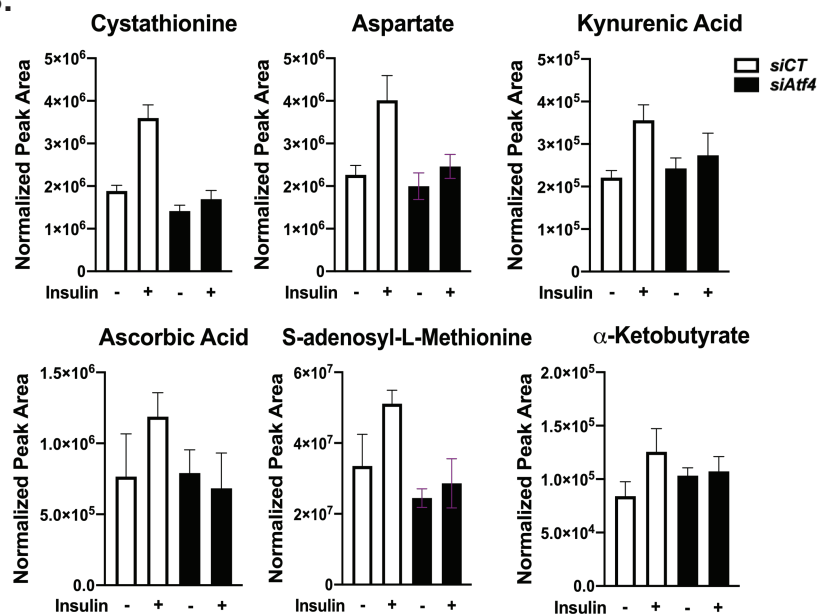 Cystathionine
Normalized Peak Area
5×10⁶
4×10⁶
3×10⁶
2×10⁶
1×10⁶
0
Insulin - + - +
Aspartate
Normalized Peak Area
5×10⁶
4×10⁶
3×10⁶
2×10⁶
1×10⁶
0
Insulin - + - +
Kynurenic Acid
Normalized Peak Area
5×10⁵
4×10⁵
3×10⁵
2×10⁵
1×10⁵
0
Insulin - + - +
siCT
siAtf4
Ascorbic Acid
Normalized Peak Area
1.5×10⁶
1.0×10⁶
5.0×10⁵
0.0
Insulin - + - +
S-adenosyl-L-Methionine
Normalized Peak Area
6×10⁷
4×10⁷
2×10⁷
0
Insulin - + - +
α-Ketobutyrate
Normalized Peak Area
2.0×10⁵
1.5×10⁵
1.0×10⁵
5.0×10⁴
0.0
Insulin - + - +